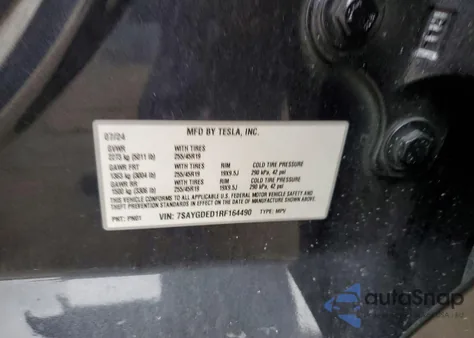 07/24 MFD BY TESLA, INC.
GVWR WITH TIRES
2273 kg (5011 lb) 255/45R19
GAWR FRT WITH TIRES RIM COLD TIRE PRESSURE
1363 kg (3004 lb) 255/45R19 19X9.5J 290 kPa, 42 psi
GAWR RR WITH TIRES RIM COLD TIRE PRESSURE
1500 kg (3306 lb) 255/45R19 19X9.5J 290 kPa, 42 psi
THIS VEHICLE CONFORMS TO ALL APPLICABLE FEDERAL MOTOR VEHICLE SAFETY AND
THEFT PREVENTION STANDARDS IN EFFECT ON THE DATE OF MANUFACTURE SHOWN ABOVE.
PNT: PN01 VIN: 7SAYGDED1RF164490 TYPE: MPV
autoSnap